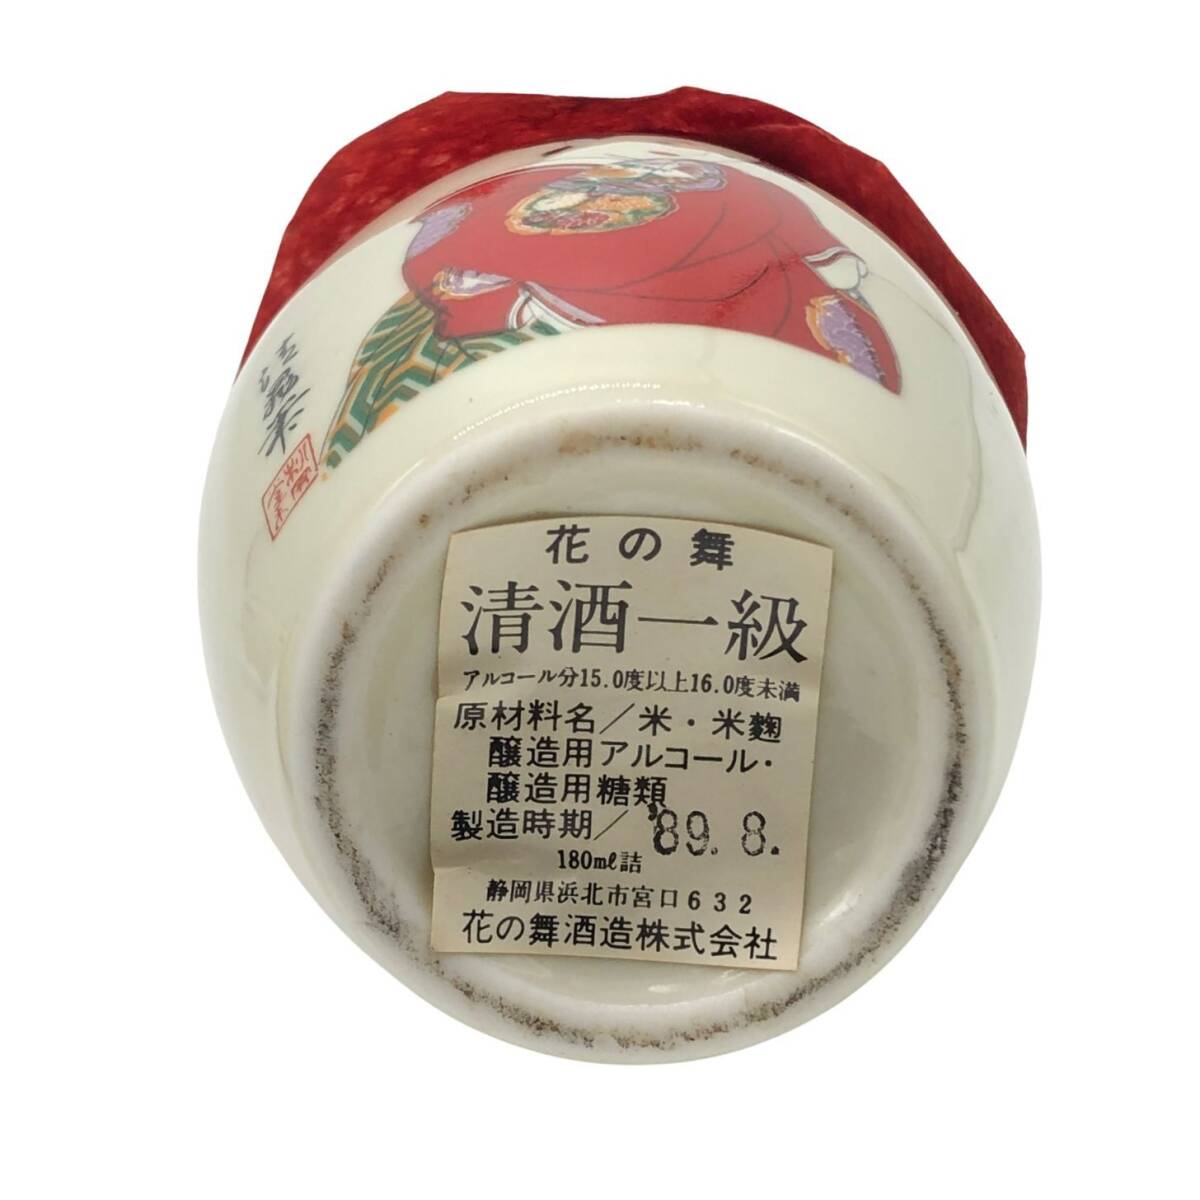 花の舞
清酒一級
アルコール分15.0度以上16.0度未満
原材料名／米・米麴
醸造用アルコール・
醸造用糖類
製造時期／'89.8.
180mℓ詰
静岡県浜北市宮口632
花の舞酒造株式会社